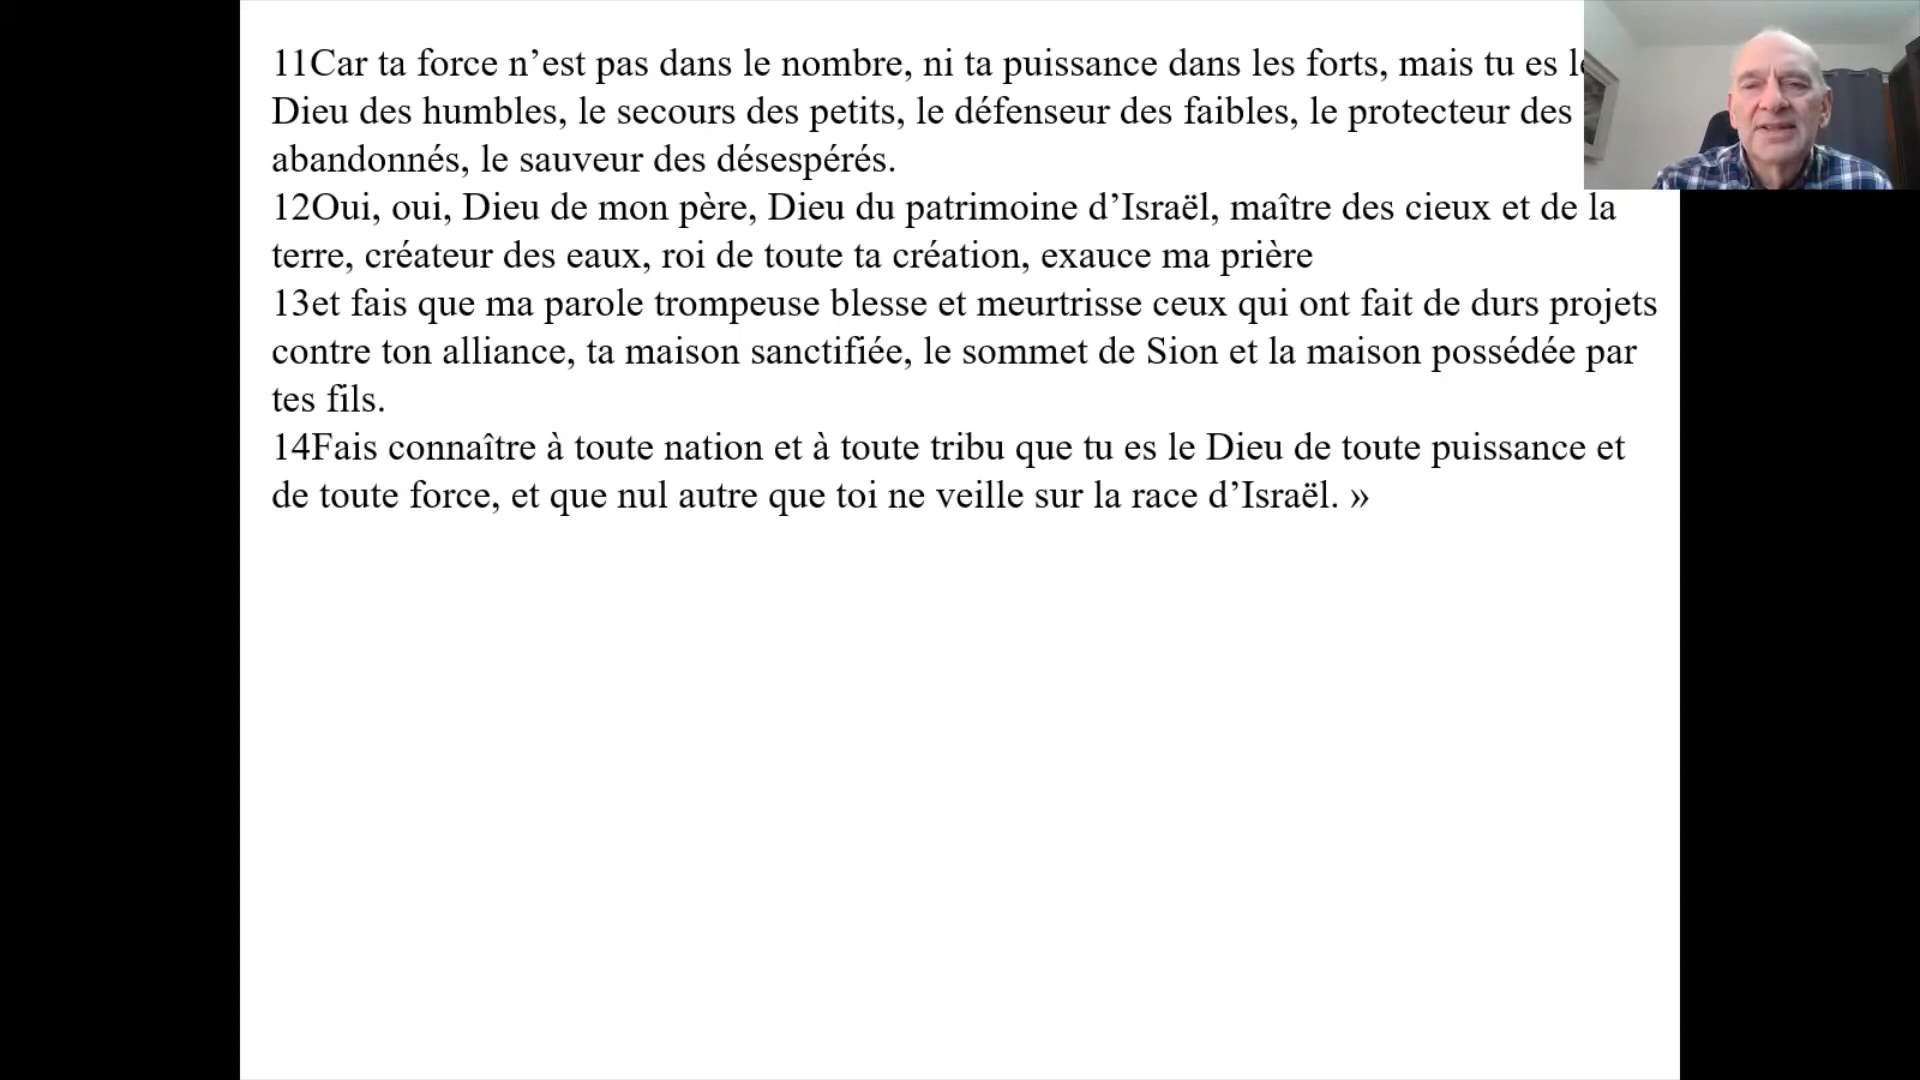 11Car ta force n’est pas dans le nombre, ni ta puissance dans les forts, mais tu es
Dieu des humbles, le secours des petits, le défenseur des faibles, le protecteur des
abandonnés, le sauveur des désespérés.
12Oui, oui, Dieu de mon père, Dieu du patrimoine d’Israël, maître des cieux et de la
terre, créateur des eaux, roi de toute ta création, exauce ma prière
13et fais que ma parole trompeuse blesse et meurtrisse ceux qui ont fait de durs projets
contre ton alliance, ta maison sanctifiée, le sommet de Sion et la maison possédée par
tes fils.
14Fais connaître à toute nation et à toute tribu que tu es le Dieu de toute puissance et
de toute force, et que nul autre que toi ne veille sur la race d’Israël. »